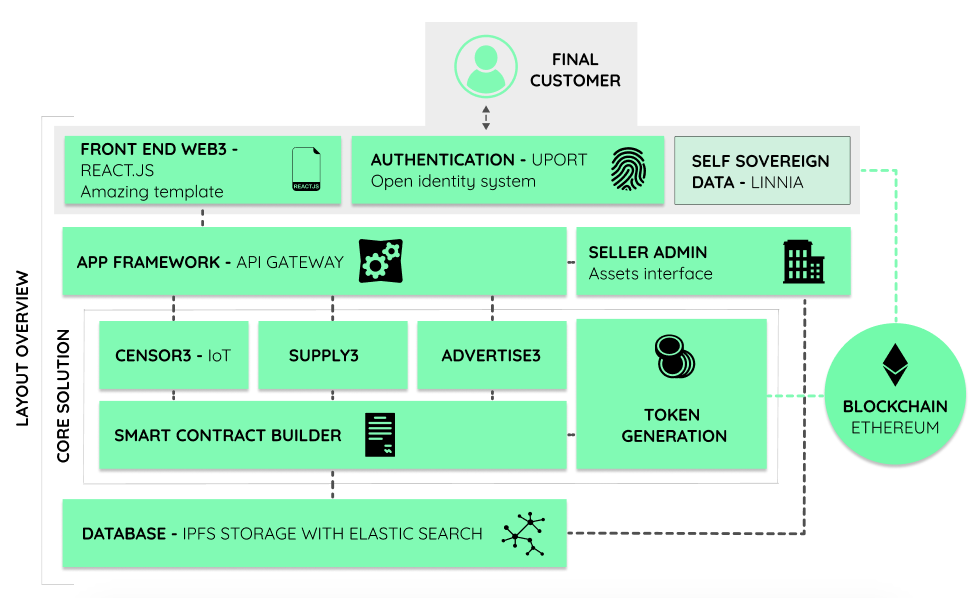 FINAL
CUSTOMER
FRONT END WEB3 -
REACT.JS
Amazing template
REACT.JS
AUTHENTICATION - UPORT
Open identity system
SELF SOVEREIGN
DATA - LINNIA
APP FRAMEWORK - API GATEWAY
SELLER ADMIN
Assets interface
LAYOUT OVERVIEW
CORE SOLUTION
CENSOR3 - IoT
SUPPLY3
ADVERTISE3
TOKEN
GENERATION
SMART CONTRACT BUILDER
BLOCKCHAIN
ETHEREUM
DATABASE - IPFS STORAGE WITH ELASTIC SEARCH